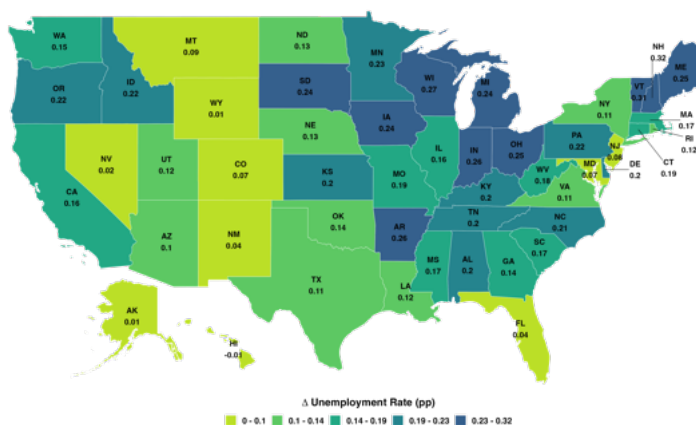 WA
0.15
MT
0.09
ND
0.13
MN
0.23
NH
0.32
ME
0.25
VT
0.31
OR
0.22
ID
0.22
SD
0.24
WI
0.27
MI
0.24
NY
0.11
MA
0.17
RI
0.12
CT
0.19
WY
0.01
IA
0.24
NE
0.13
PA
0.22
NJ
0.06
NV
0.02
UT
0.12
CO
0.07
IL
0.16
IN
0.26
OH
0.25
MD
0.07
DE
0.2
CA
0.16
KS
0.2
MO
0.19
WV
0.18
VA
0.11
KY
0.2
AZ
0.1
NM
0.04
OK
0.14
AR
0.26
TN
0.2
NC
0.21
SC
0.17
MS
0.17
AL
0.2
GA
0.14
TX
0.11
LA
0.12
AK
0.01
HI
-0.01
FL
0.04
Δ Unemployment Rate (pp)
0 - 0.1 0.1 - 0.14 0.14 - 0.19 0.19 - 0.23 0.23 - 0.32